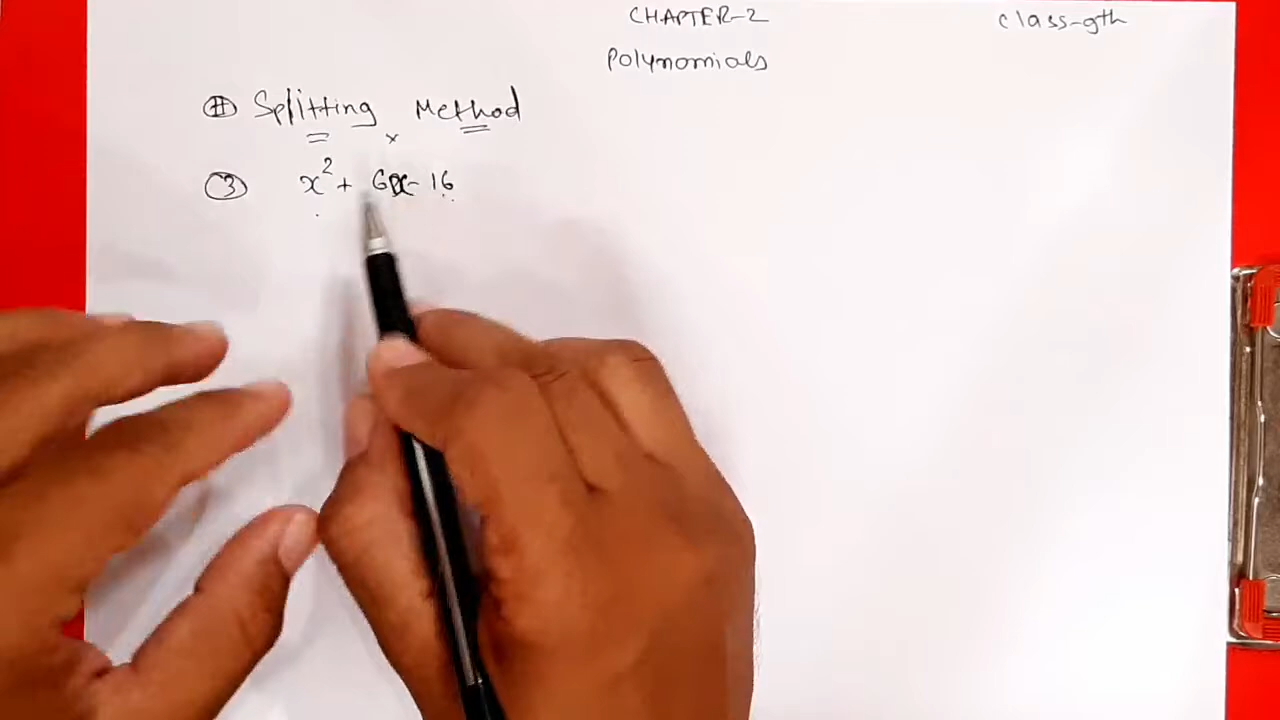 CHAPTER-2
Class-9th
Polynomials
# Splitting Method
3 x² + 6x - 16